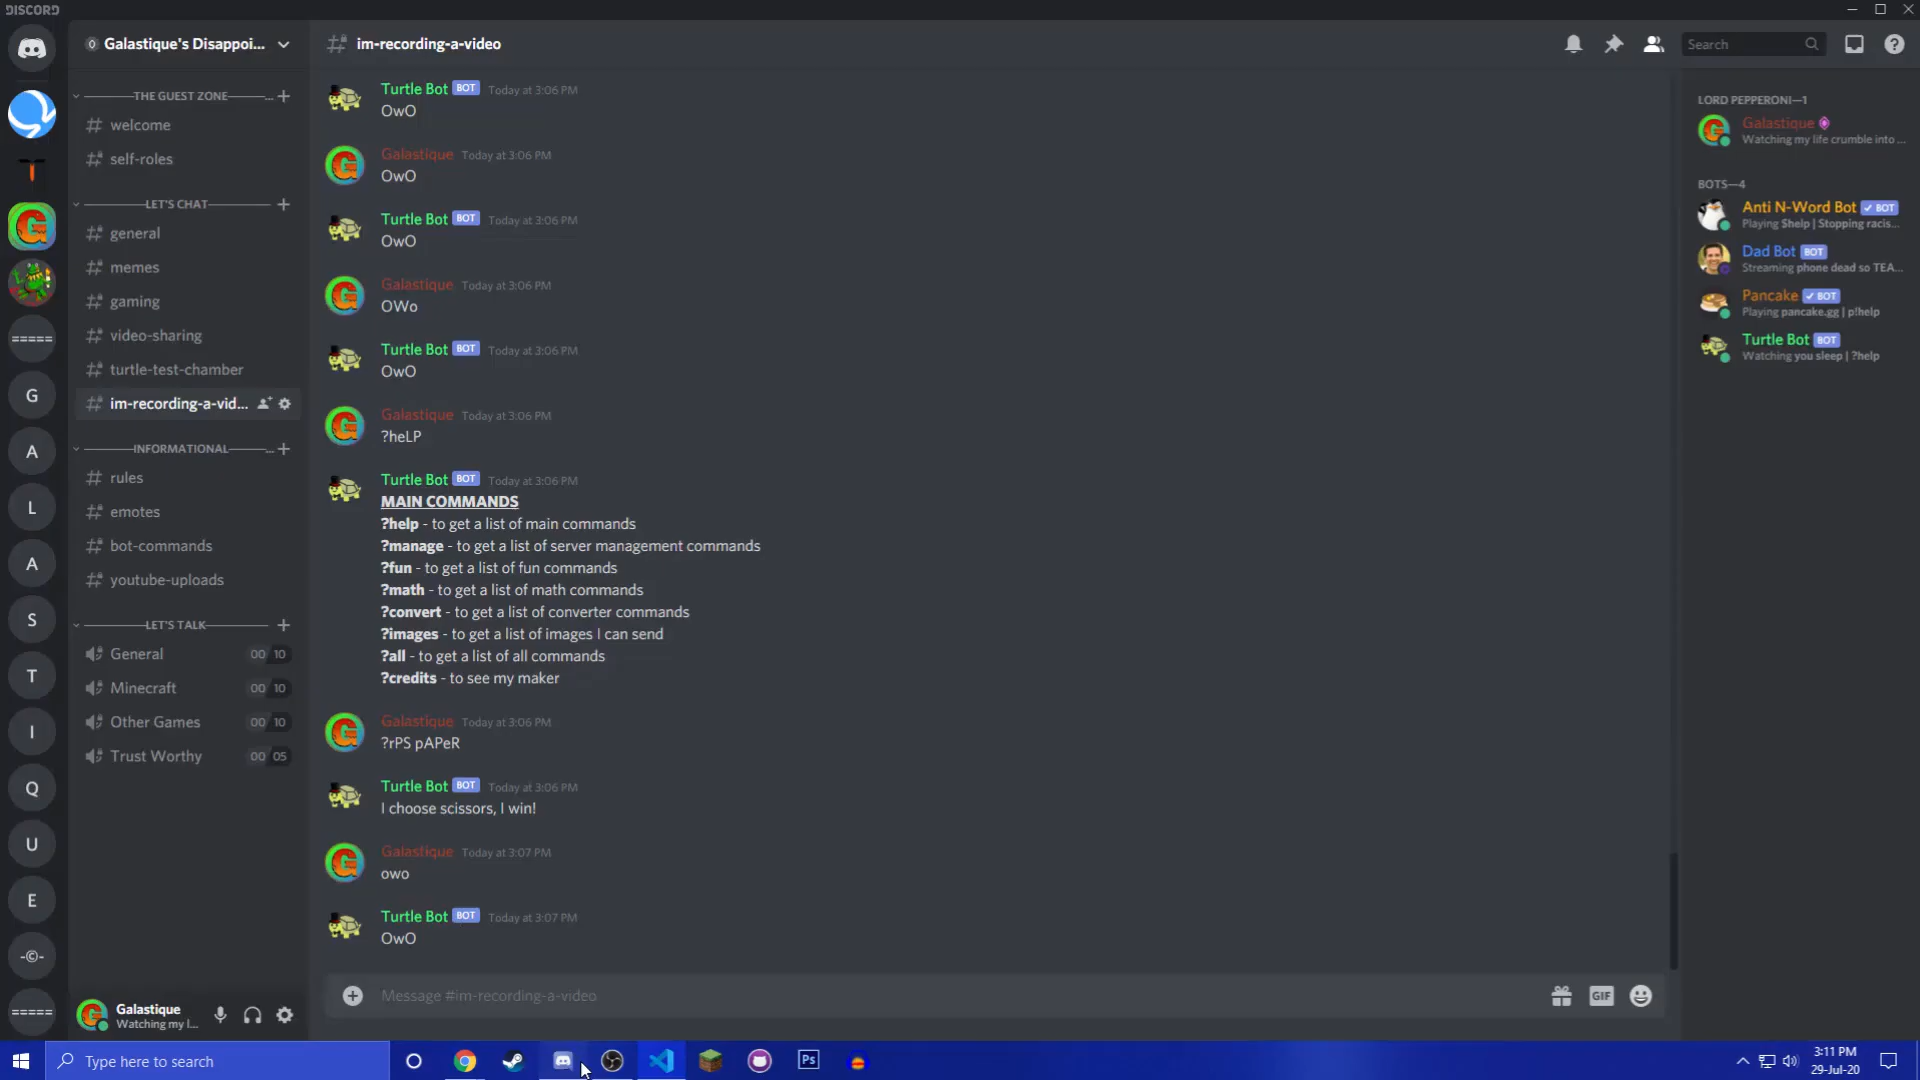 DISCORD
Galastique's Disappoi...
im-recording-a-video
Search
THE GUEST ZONE
...
welcome
self-roles
LET'S CHAT
general
memes
gaming
video-sharing
turtle-test-chamber
im-recording-a-vid...
INFORMATIONAL
...
rules
emotes
bot-commands
youtube-uploads
LET'S TALK
General 00 10
Minecraft 00 10
Other Games 00 10
Trust Worthy 00 05
=====
G
A
L
A
S
T
I
Q
U
E
-©-
=====
Galastique
Watching my l...
Turtle Bot BOT Today at 3:06 PM
OwO
Galastique Today at 3:06 PM
OwO
Turtle Bot BOT Today at 3:06 PM
OwO
Galastique Today at 3:06 PM
OWo
Turtle Bot BOT Today at 3:06 PM
OwO
Galastique Today at 3:06 PM
?heLP
Turtle Bot BOT Today at 3:06 PM
MAIN COMMANDS
?help - to get a list of main commands
?manage - to get a list of server management commands
?fun - to get a list of fun commands
?math - to get a list of math commands
?convert - to get a list of converter commands
?images - to get a list of images I can send
?all - to get a list of all commands
?credits - to see my maker
Galastique Today at 3:06 PM
?rPS pAPeR
Turtle Bot BOT Today at 3:06 PM
I choose scissors, I win!
Galastique Today at 3:07 PM
owo
Turtle Bot BOT Today at 3:07 PM
OwO
Message #im-recording-a-video
GIF
LORD PEPPERONI—1
Galastique
Watching my life crumble into ...
BOTS—4
Anti N-Word Bot BOT
Playing $help | Stopping racis...
Dad Bot BOT
Streaming phone dead so TEA...
Pancake BOT
Playing pancake.gg | p!help
Turtle Bot BOT
Watching you sleep | ?help
Type here to search
Ps
3:11 PM
29-Jul-20